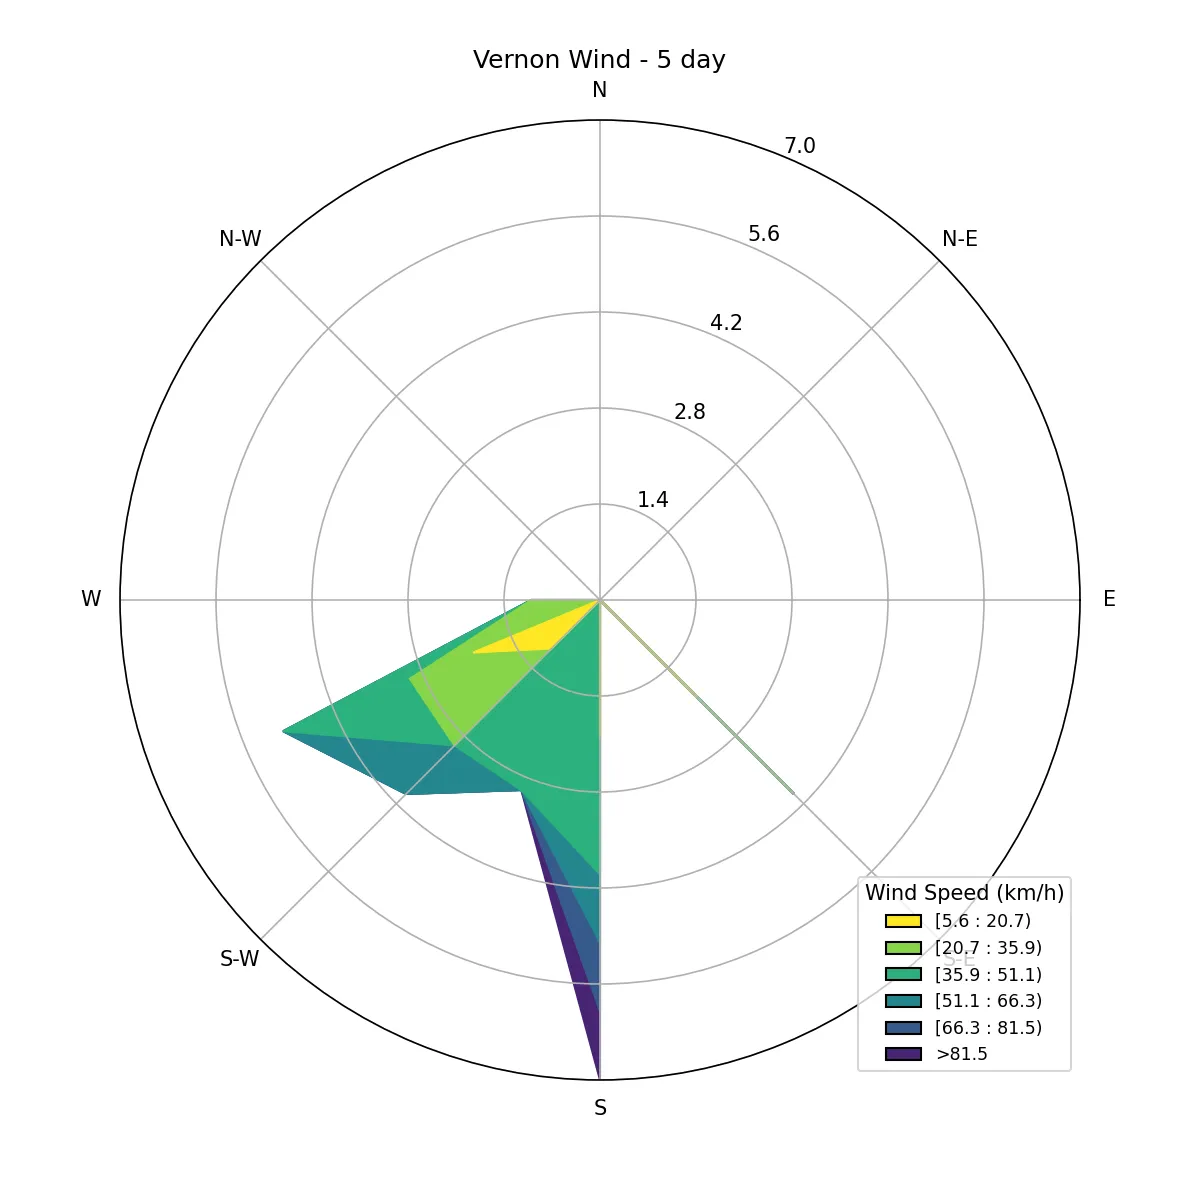 Vernon Wind - 5 day
N
7.0
N-W
5.6
N-E
4.2
2.8
1.4
W
E
S-W
S-E
S
Wind Speed (km/h)
[5.6 : 20.7)
[20.7 : 35.9)
[35.9 : 51.1)
[51.1 : 66.3)
[66.3 : 81.5)
>81.5